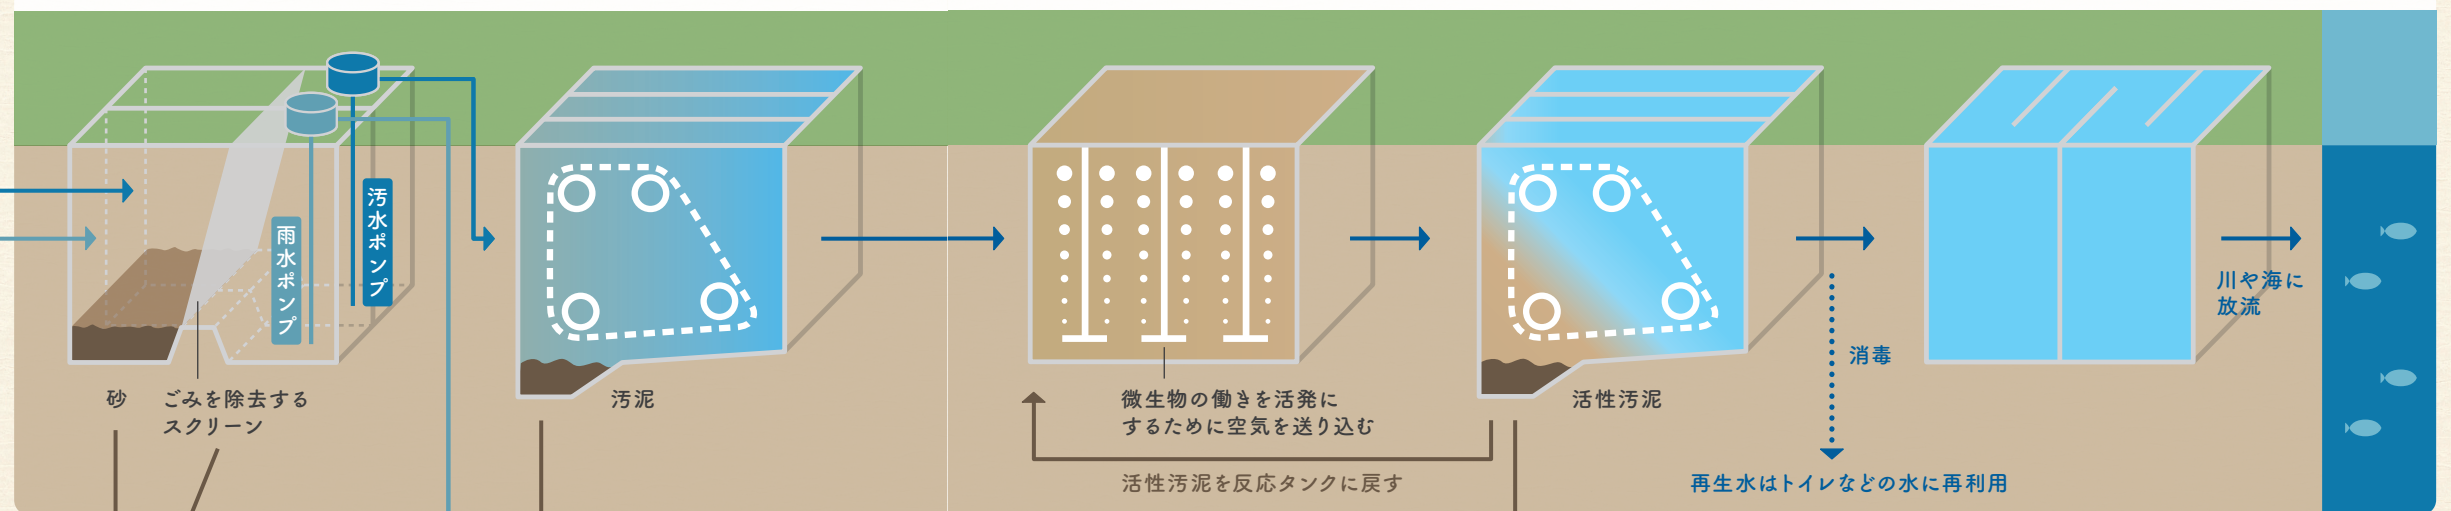 汚水ポンプ
雨水ポンプ
砂
ごみを除去する
スクリーン
汚泥
微生物の働きを活発に
するために空気を送り込む
活性汚泥を反応タンクに戻す
活性汚泥
消毒
再生水はトイレなどの水に再利用
川や海に
放流